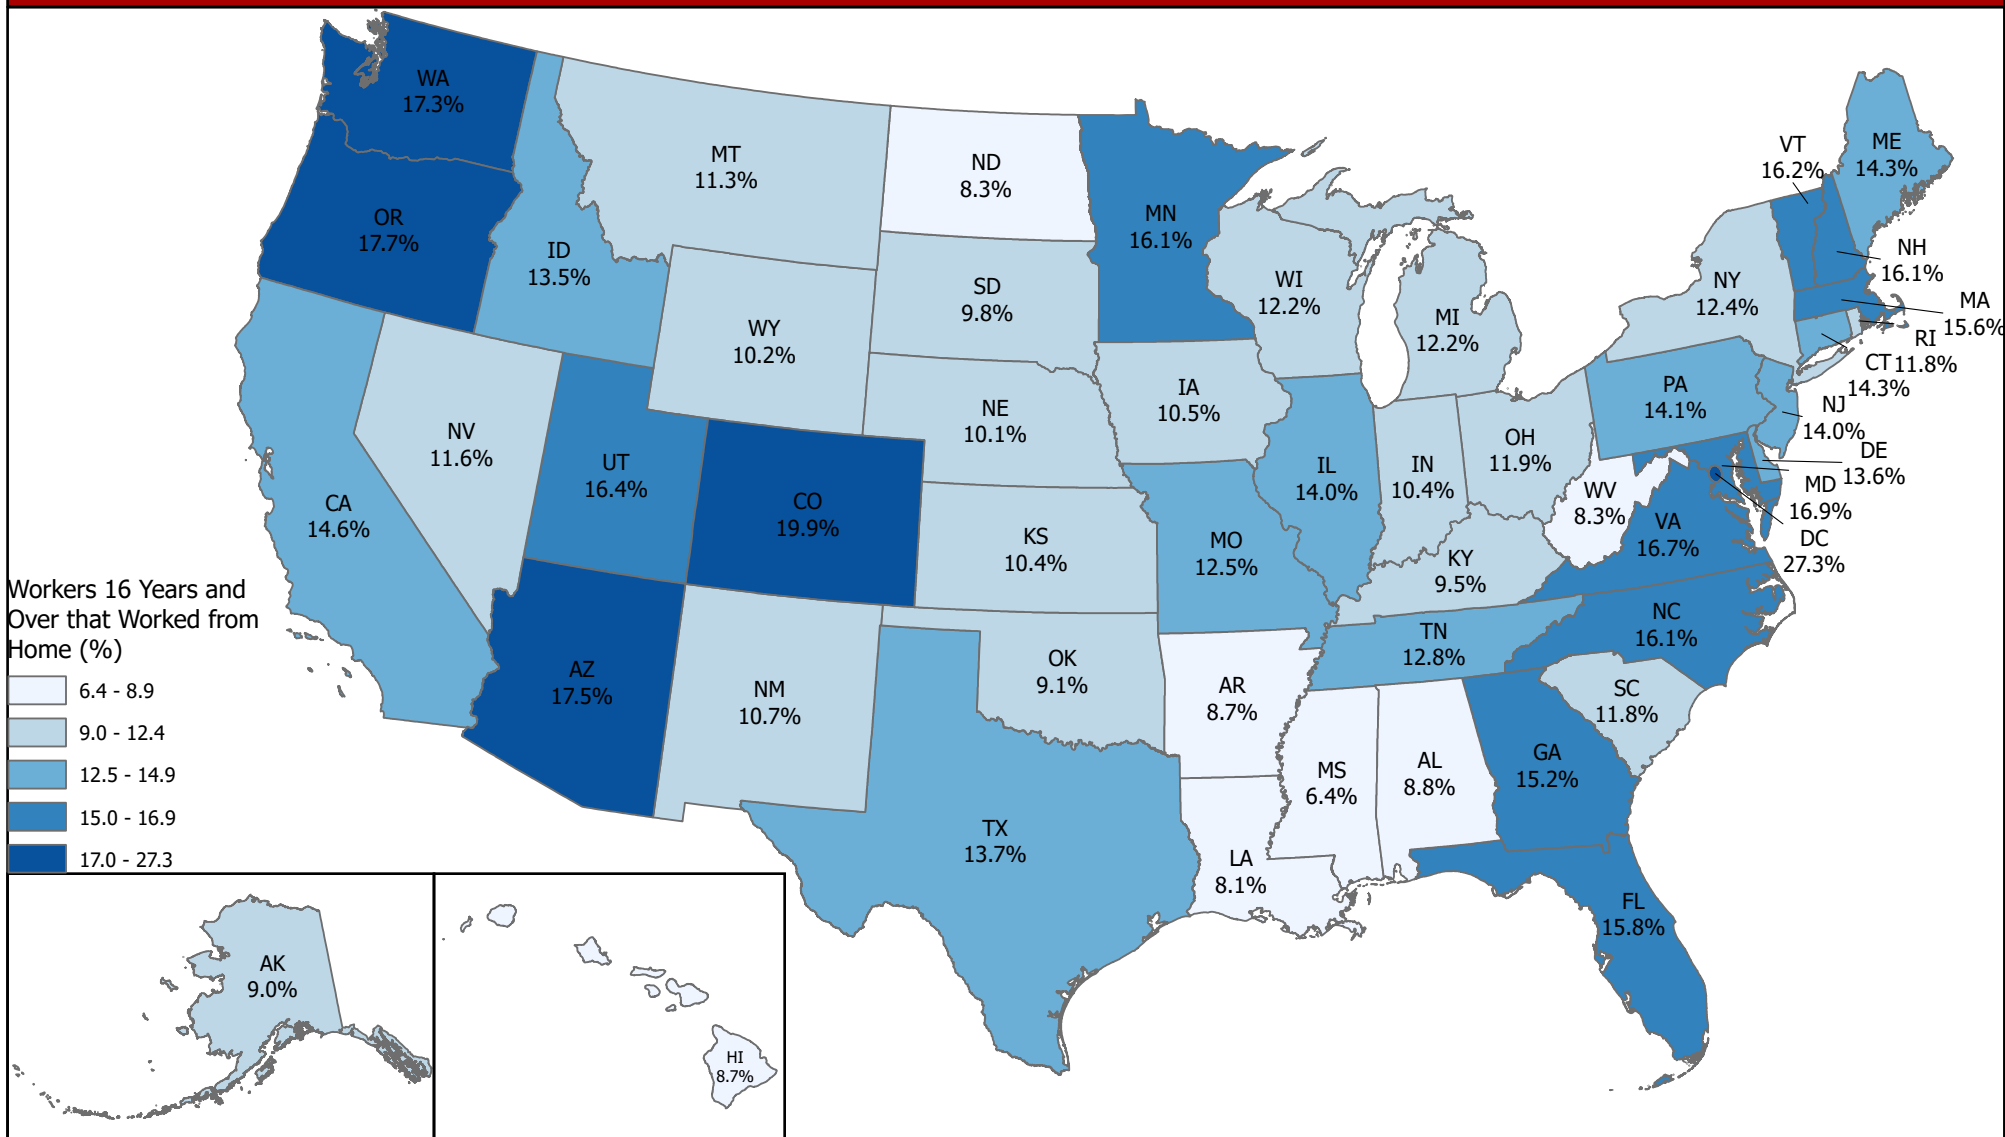 WA
17.3%
OR
17.7%
ID
13.5%
MT
11.3%
ND
8.3%
MN
16.1%
SD
9.8%
WY
10.2%
WI
12.2%
MI
12.2%
VT
16.2%
ME
14.3%
NH
16.1%
NY
12.4%
MA
15.6%
RI
11.8%
CT
14.3%
PA
14.1%
NJ
14.0%
DE
13.6%
MD
16.9%
DC
27.3%
NE
10.1%
IA
10.5%
NV
11.6%
UT
16.4%
CO
19.9%
CA
14.6%
KS
10.4%
MO
12.5%
IL
14.0%
IN
10.4%
OH
11.9%
WV
8.3%
VA
16.7%
KY
9.5%
NC
16.1%
TN
12.8%
SC
11.8%
AZ
17.5%
NM
10.7%
OK
9.1%
AR
8.7%
TX
13.7%
LA
8.1%
MS
6.4%
AL
8.8%
GA
15.2%
FL
15.8%
Workers 16 Years and
Over that Worked from
Home (%)
6.4 - 8.9
9.0 - 12.4
12.5 - 14.9
15.0 - 16.9
17.0 - 27.3
AK
9.0%
HI
8.7%